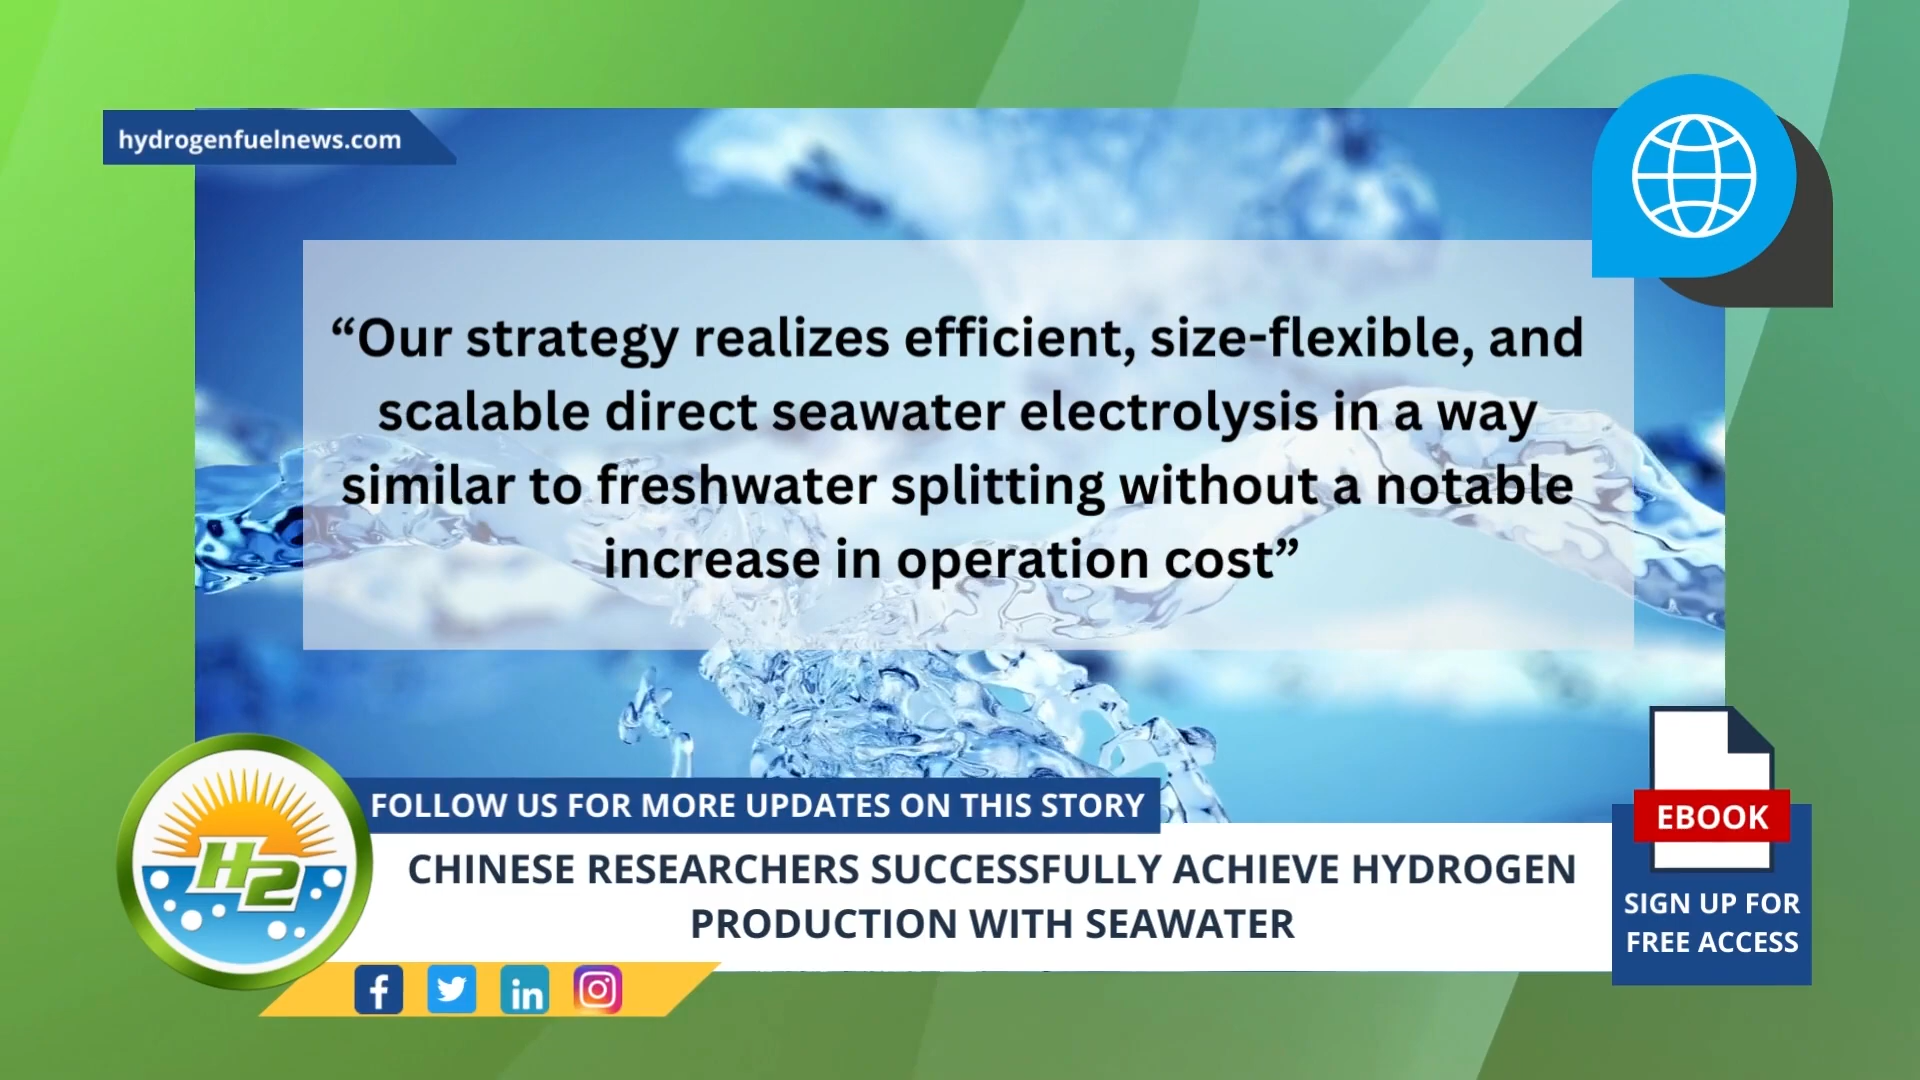 hydrogenfuelnews.com
“Our strategy realizes efficient, size-flexible, and
scalable direct seawater electrolysis in a way
similar to freshwater splitting without a notable
increase in operation cost”
FOLLOW US FOR MORE UPDATES ON THIS STORY
CHINESE RESEARCHERS SUCCESSFULLY ACHIEVE HYDROGEN
PRODUCTION WITH SEAWATER
H2
EBOOK
SIGN UP FOR
FREE ACCESS